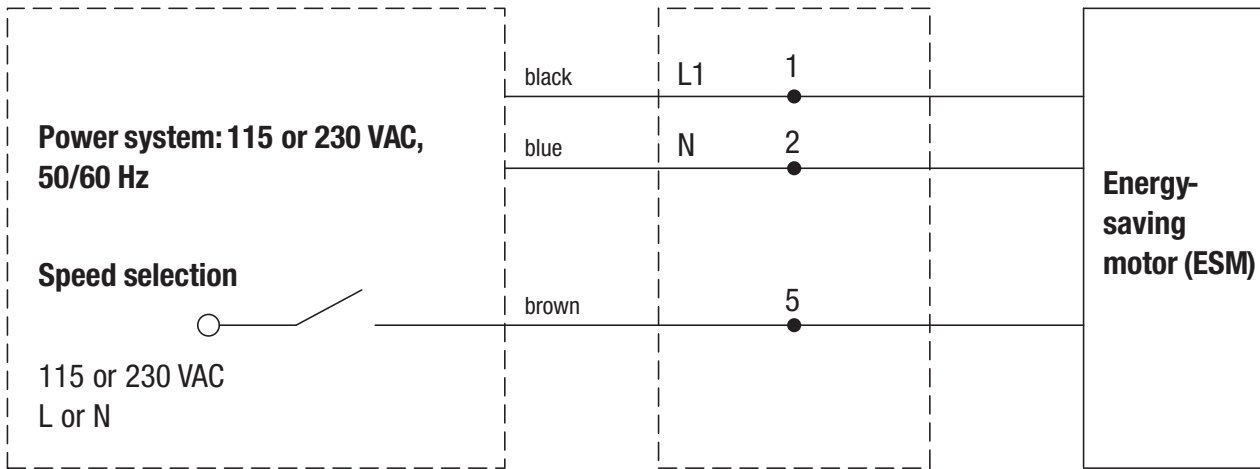 black
L1
1
Power system: 115 or 230 VAC,
50/60 Hz
blue
N
2
Energy-
saving
motor (ESM)
Speed selection
brown
5
115 or 230 VAC
L or N